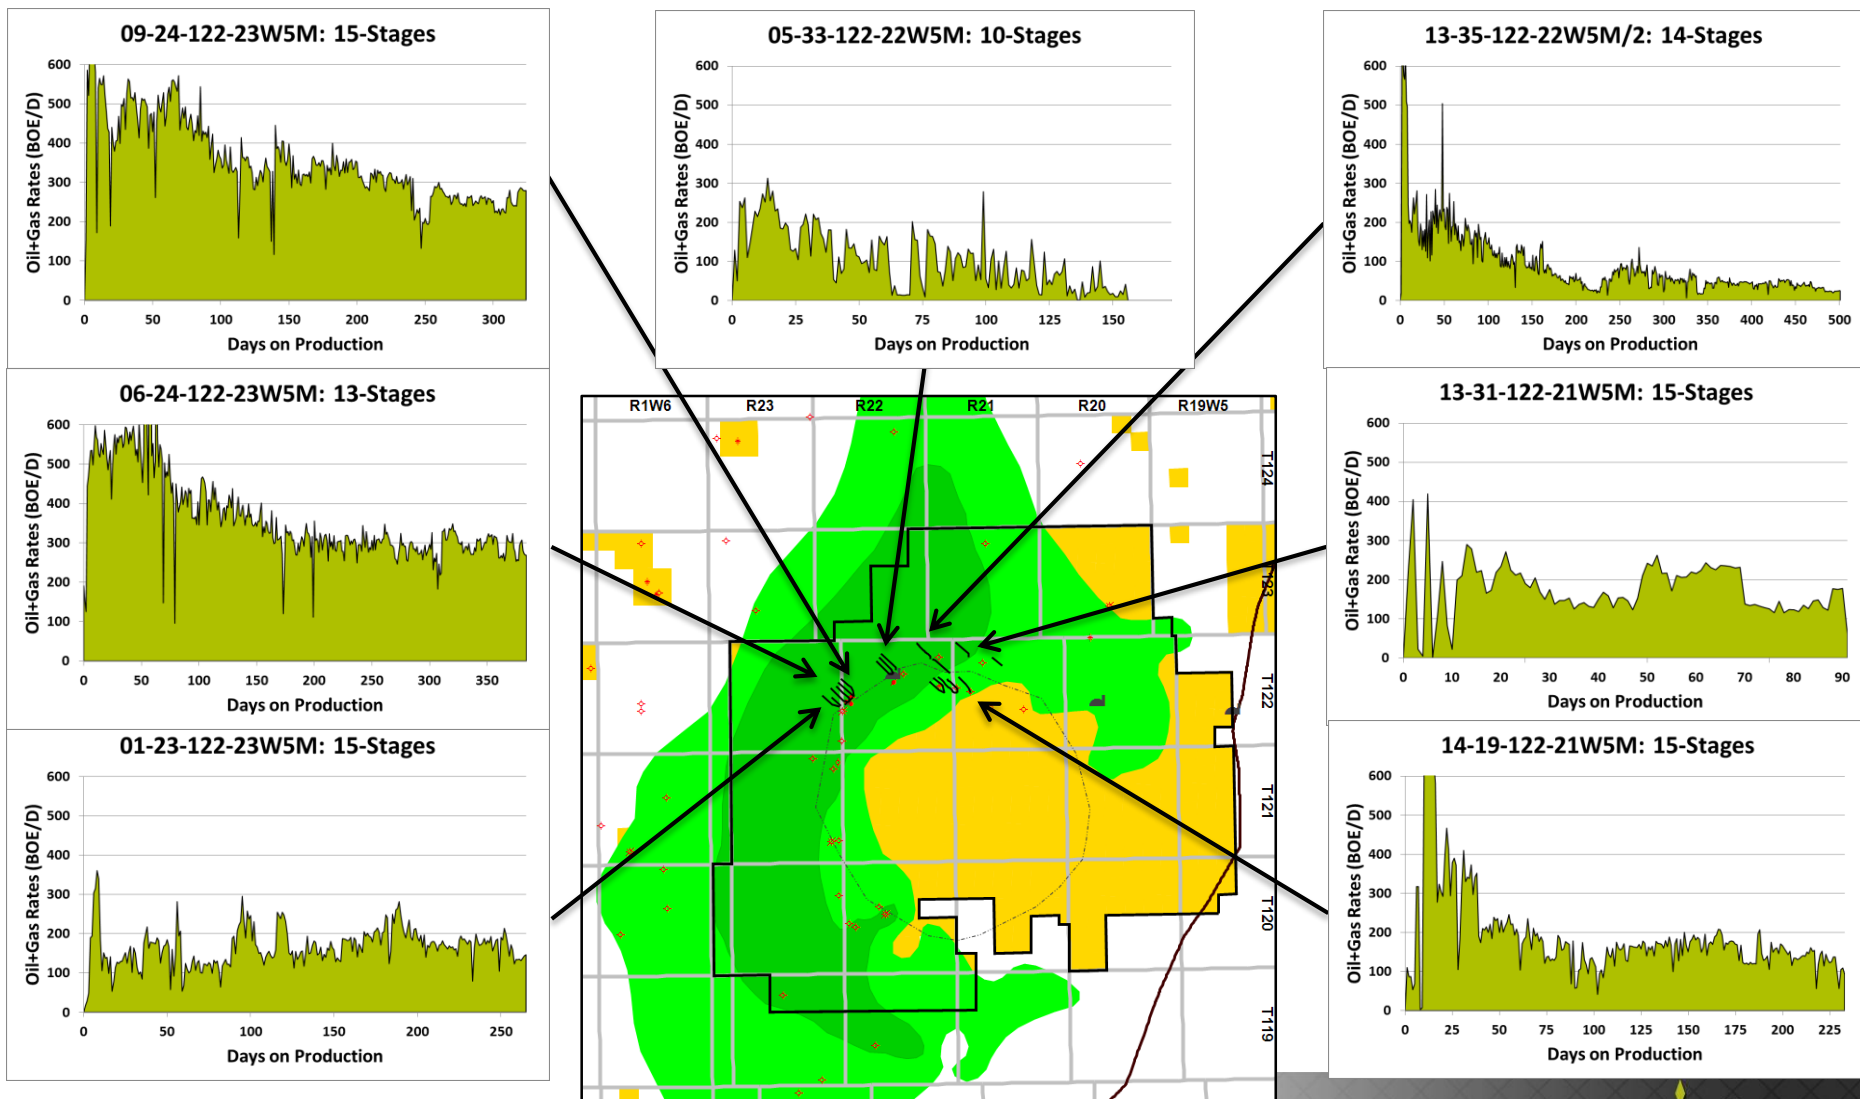 09-24-122-23W5M: 15-Stages
Oil+Gas Rates (BOE/D)
600
500
400
300
200
100
0
0 50 100 150 200 250 300
Days on Production
05-33-122-22W5M: 10-Stages
Oil+Gas Rates (BOE/D)
600
500
400
300
200
100
0
0 25 50 75 100 125 150
Days on Production
13-35-122-22W5M/2: 14-Stages
Oil+Gas Rates (BOE/D)
600
500
400
300
200
100
0
0 50 100 150 200 250 300 350 400 450 500
Days on Production
06-24-122-23W5M: 13-Stages
Oil+Gas Rates (BOE/D)
600
500
400
300
200
100
0
0 50 100 150 200 250 300 350
Days on Production
R1W6 R23 R22 R21 R20 R19W5
T124
T23
T122
T121
T120
T119
13-31-122-21W5M: 15-Stages
Oil+Gas Rates (BOE/D)
600
500
400
300
200
100
0
0 10 20 30 40 50 60 70 80 90
Days on Production
01-23-122-23W5M: 15-Stages
Oil+Gas Rates (BOE/D)
600
500
400
300
200
100
0
0 50 100 150 200 250
Days on Production
14-19-122-21W5M: 15-Stages
Oil+Gas Rates (BOE/D)
600
500
400
300
200
100
0
0 25 50 75 100 125 150 175 200 225
Days on Production